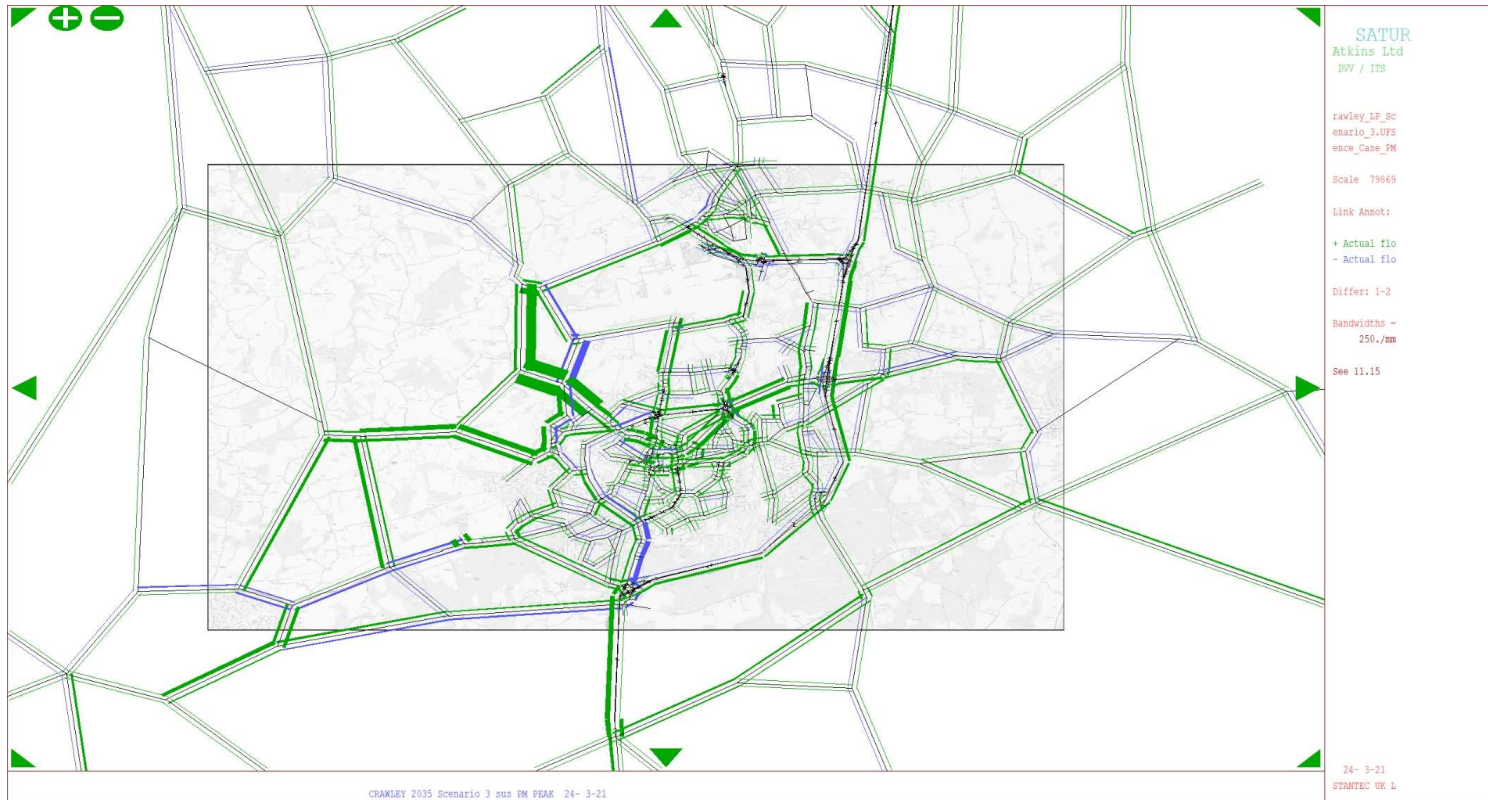 SATUR
Atkins Ltd
DVV / ITS
rawley_LP_Sc
enario_3.UFS
ence_Case_PM
Scale 79069
Link Annot:
+ Actual flo
- Actual flo
Differ: 1-2
Bandwidths =
250./mm
See 11.15
24- 3-21
STANTEC UK L
CRAWLEY 2035 Scenario 3 sus PM PEAK 24- 3-21